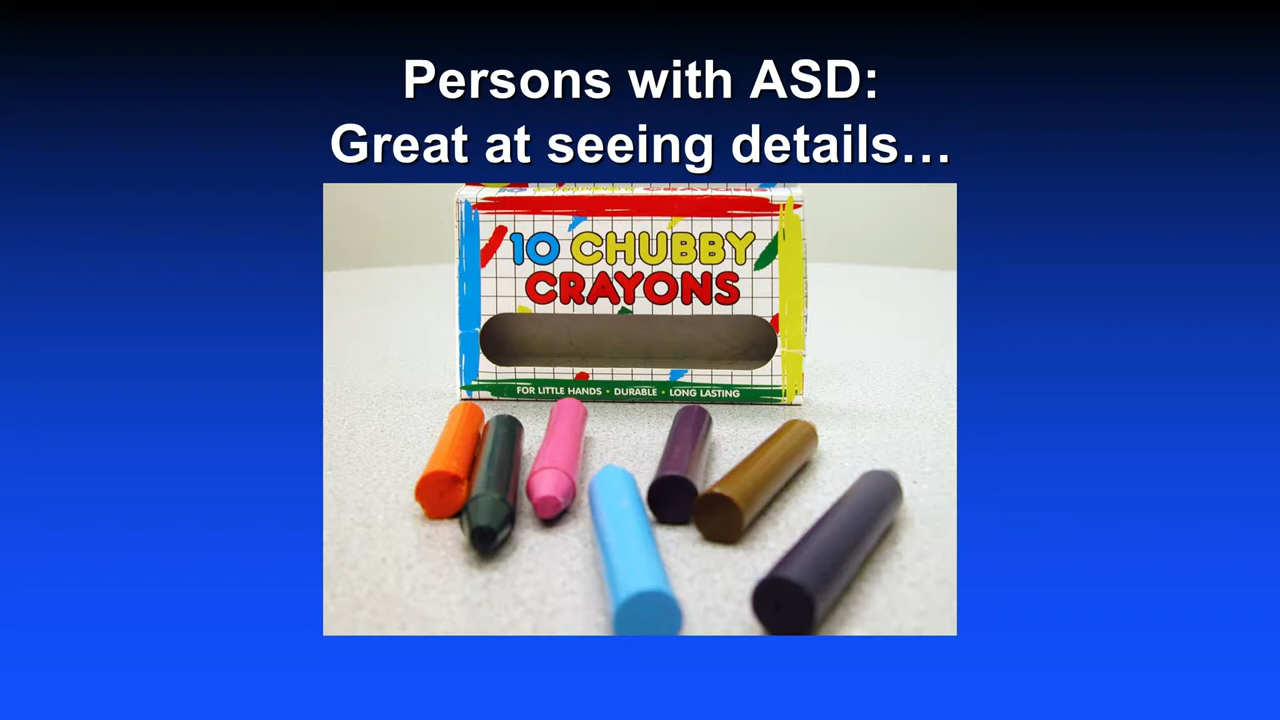 Persons with ASD:
Great at seeing details…
10 CHUBBY
CRAYONS
FOR LITTLE HANDS • DURABLE • LONG LASTING